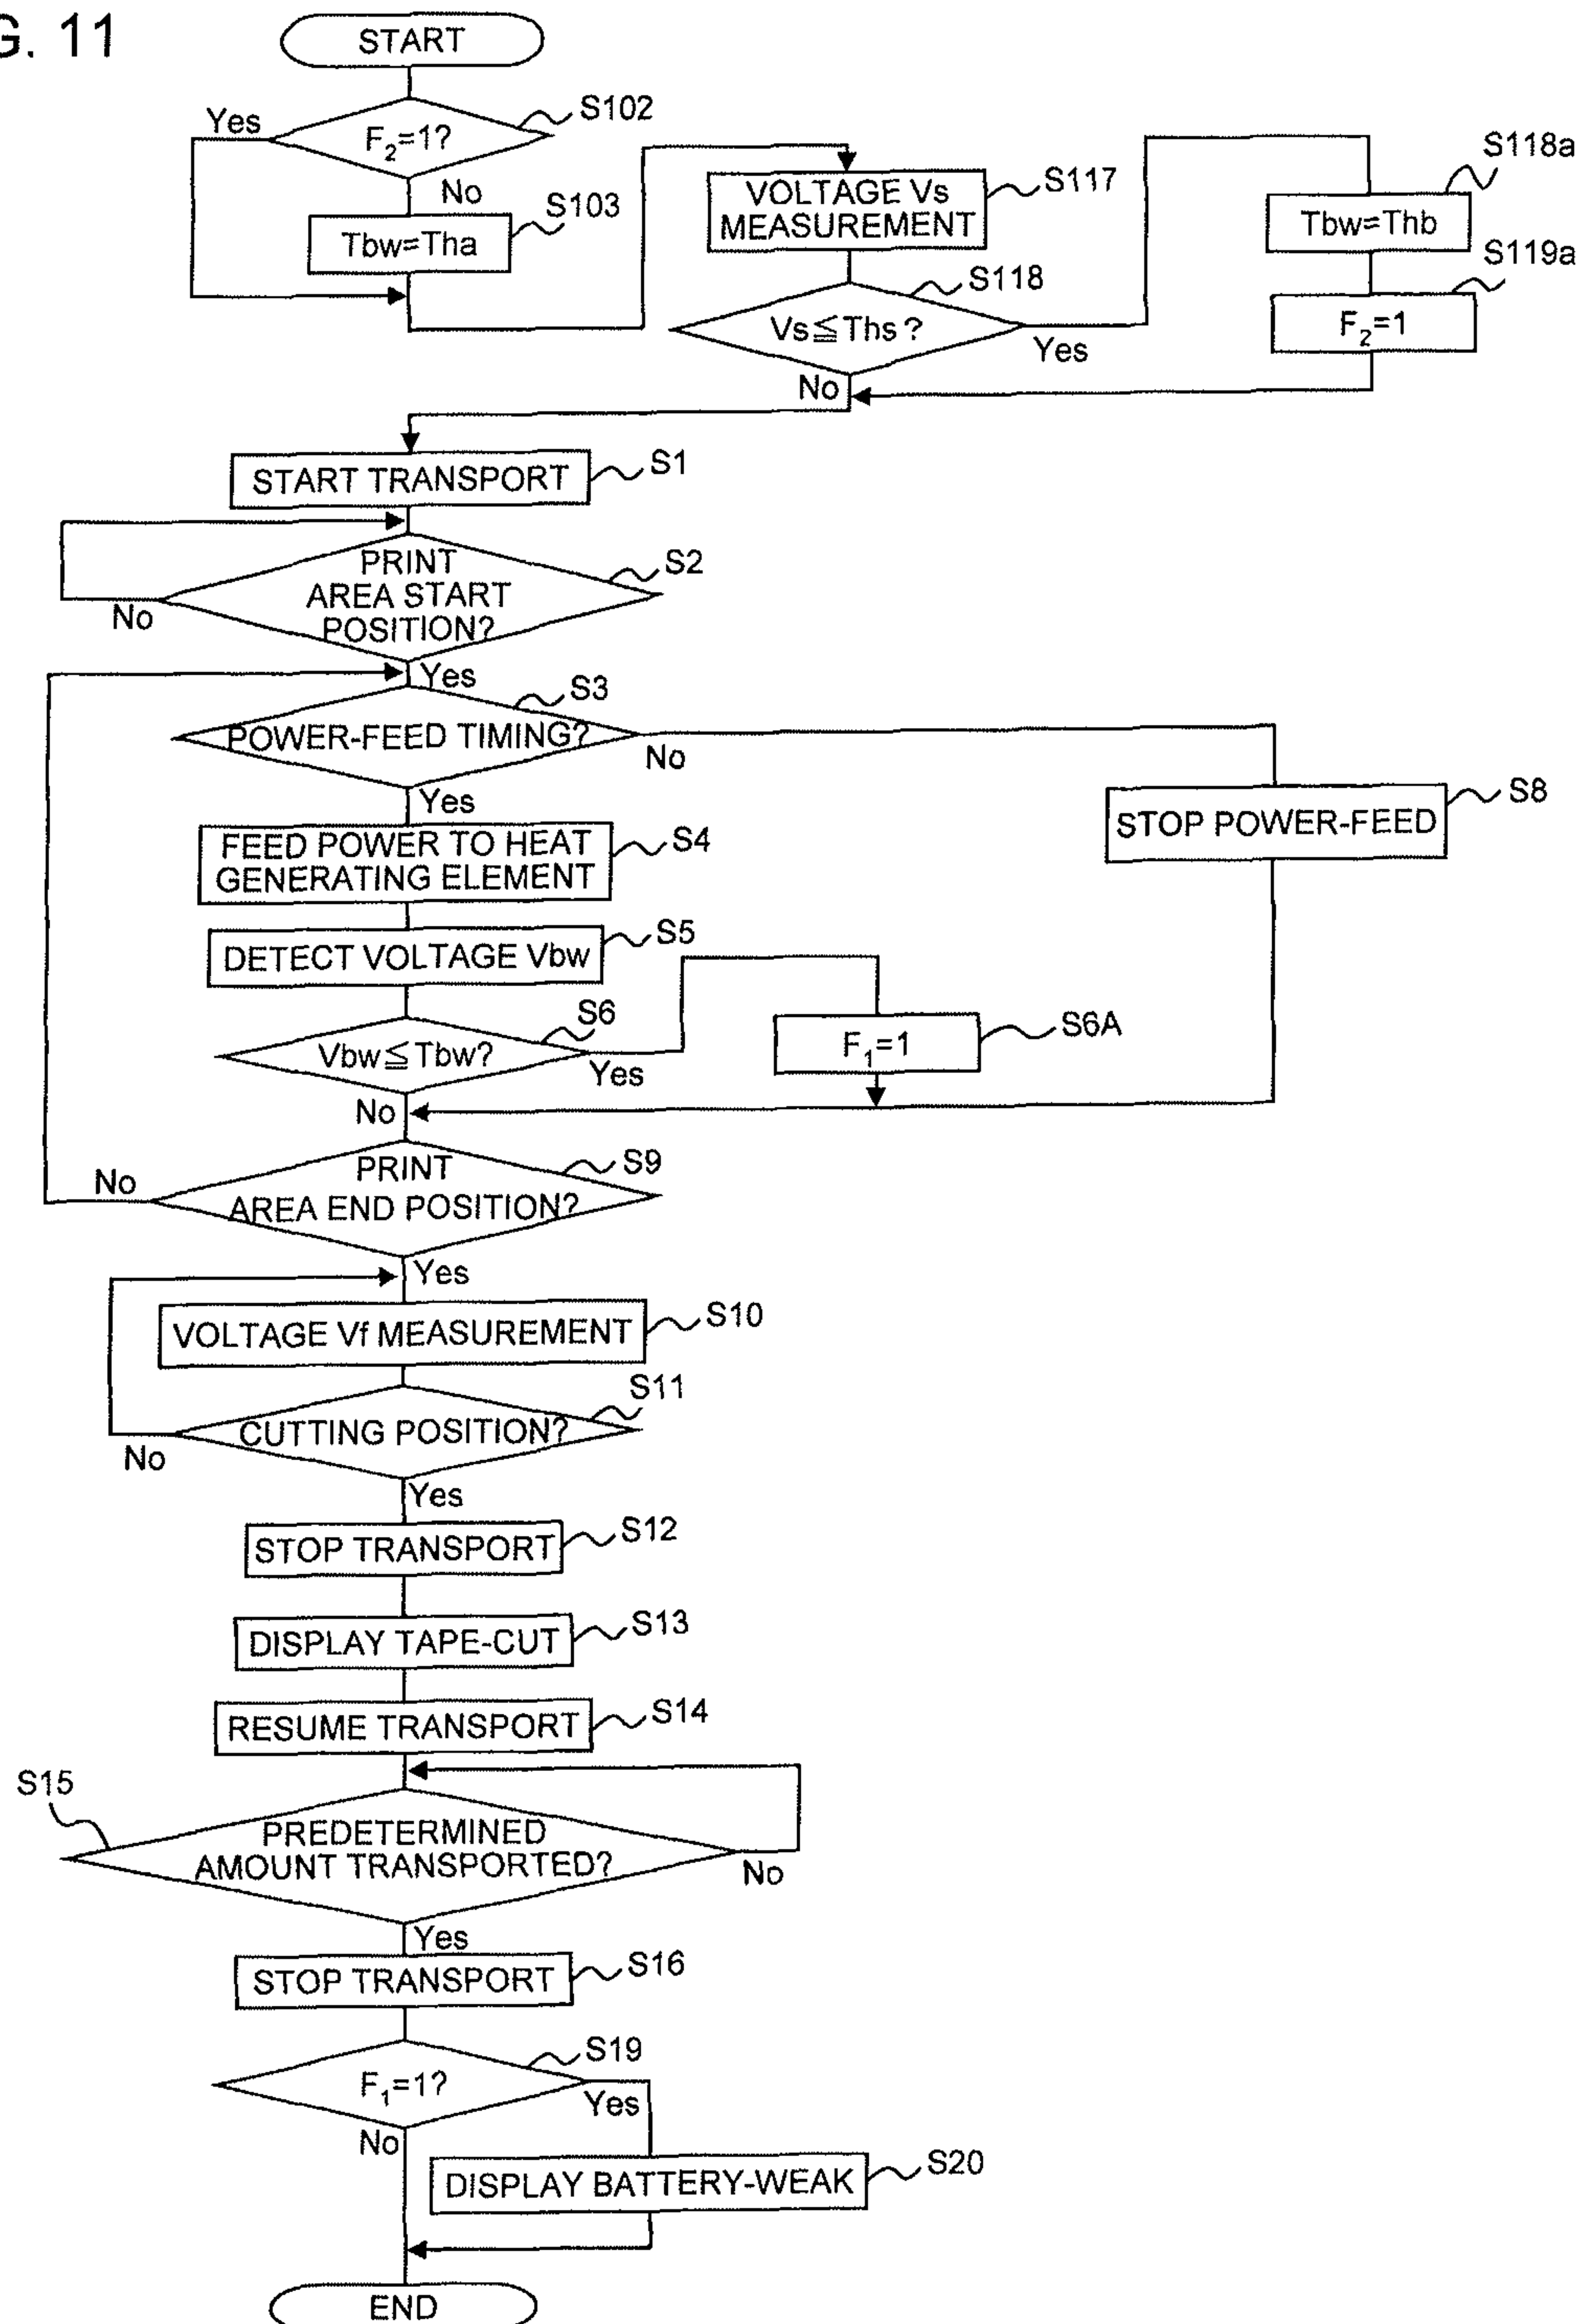 G. 11
START
S102
Yes
F₂=1?
No
S103
Tbw=Tha
VOLTAGE Vs
MEASUREMENT
S117
S118
Vs≦Ths?
Yes
No
S118a
Tbw=Thb
S119a
F₂=1
START TRANSPORT
S1
PRINT
AREA START
POSITION?
S2
No
Yes
S3
POWER-FEED TIMING?
No
Yes
S8
STOP POWER-FEED
FEED POWER TO HEAT
GENERATING ELEMENT
S4
DETECT VOLTAGE Vbw
S5
S6
Vbw≦Tbw?
Yes
No
F₁=1
S6A
PRINT
AREA END POSITION?
S9
No
Yes
VOLTAGE Vf MEASUREMENT
S10
S11
CUTTING POSITION?
No
Yes
STOP TRANSPORT
S12
DISPLAY TAPE-CUT
S13
RESUME TRANSPORT
S14
S15
PREDETERMINED
AMOUNT TRANSPORTED?
No
Yes
STOP TRANSPORT
S16
S19
F₁=1?
Yes
No
DISPLAY BATTERY-WEAK
S20
END